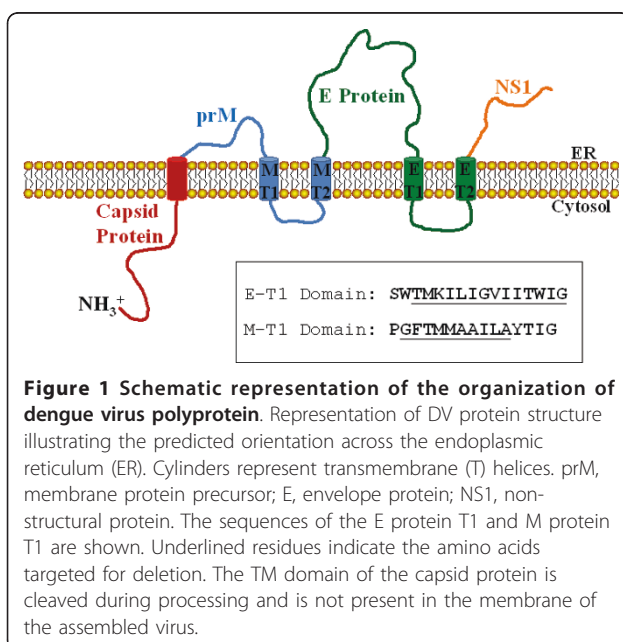 NS1
E Protein
prM
ER
M T1
M T2
E T1
E T2
Cytosol
Capsid
Protein
NH3+
E-T1 Domain: SWTMKILIGVIITWIG
M-T1 Domain: PGFTMMAAILAYTIG
Figure 1 Schematic representation of the organization of
dengue virus polyprotein. Representation of DV protein structure
illustrating the predicted orientation across the endoplasmic
reticulum (ER). Cylinders represent transmembrane (T) helices. prM,
membrane protein precursor; E, envelope protein; NS1, non-
structural protein. The sequences of the E protein T1 and M protein
T1 are shown. Underlined residues indicate the amino acids
targeted for deletion. The TM domain of the capsid protein is
cleaved during processing and is not present in the membrane of
the assembled virus.